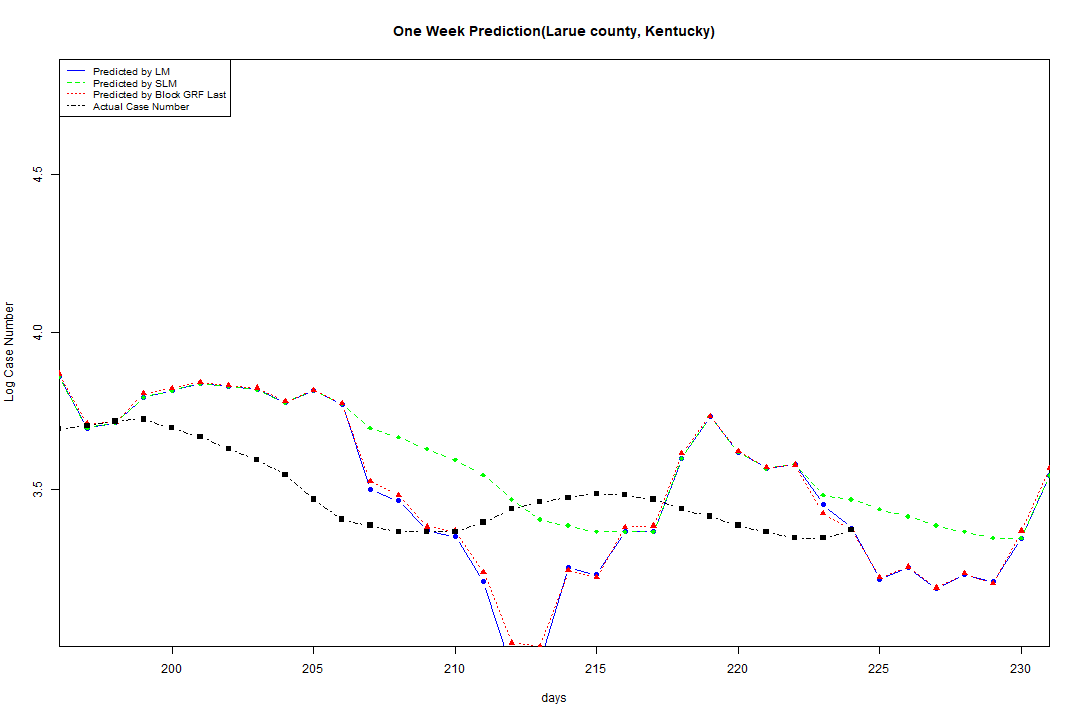 One Week Prediction(Larue county, Kentucky)
Predicted by LM
Predicted by SLM
Predicted by Block GRF Last
Actual Case Number
4.5
4.0
3.5
Log Case Number
200 205 210 215 220 225 230
days